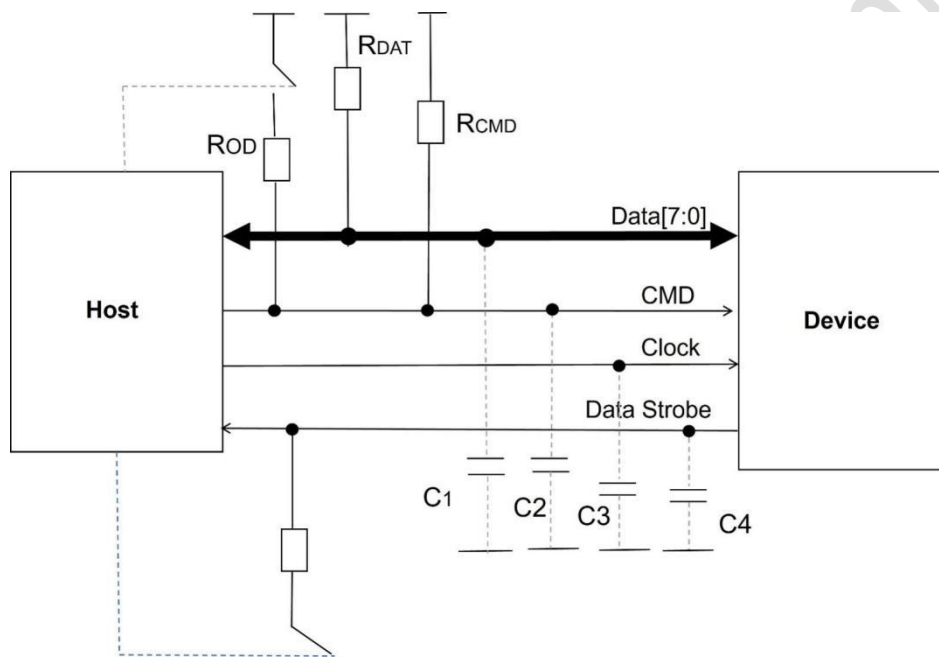 RDAT
RCMD
ROD
Data[7:0]
Host
CMD
Device
Clock
Data Strobe
C1
C2
C3
C4